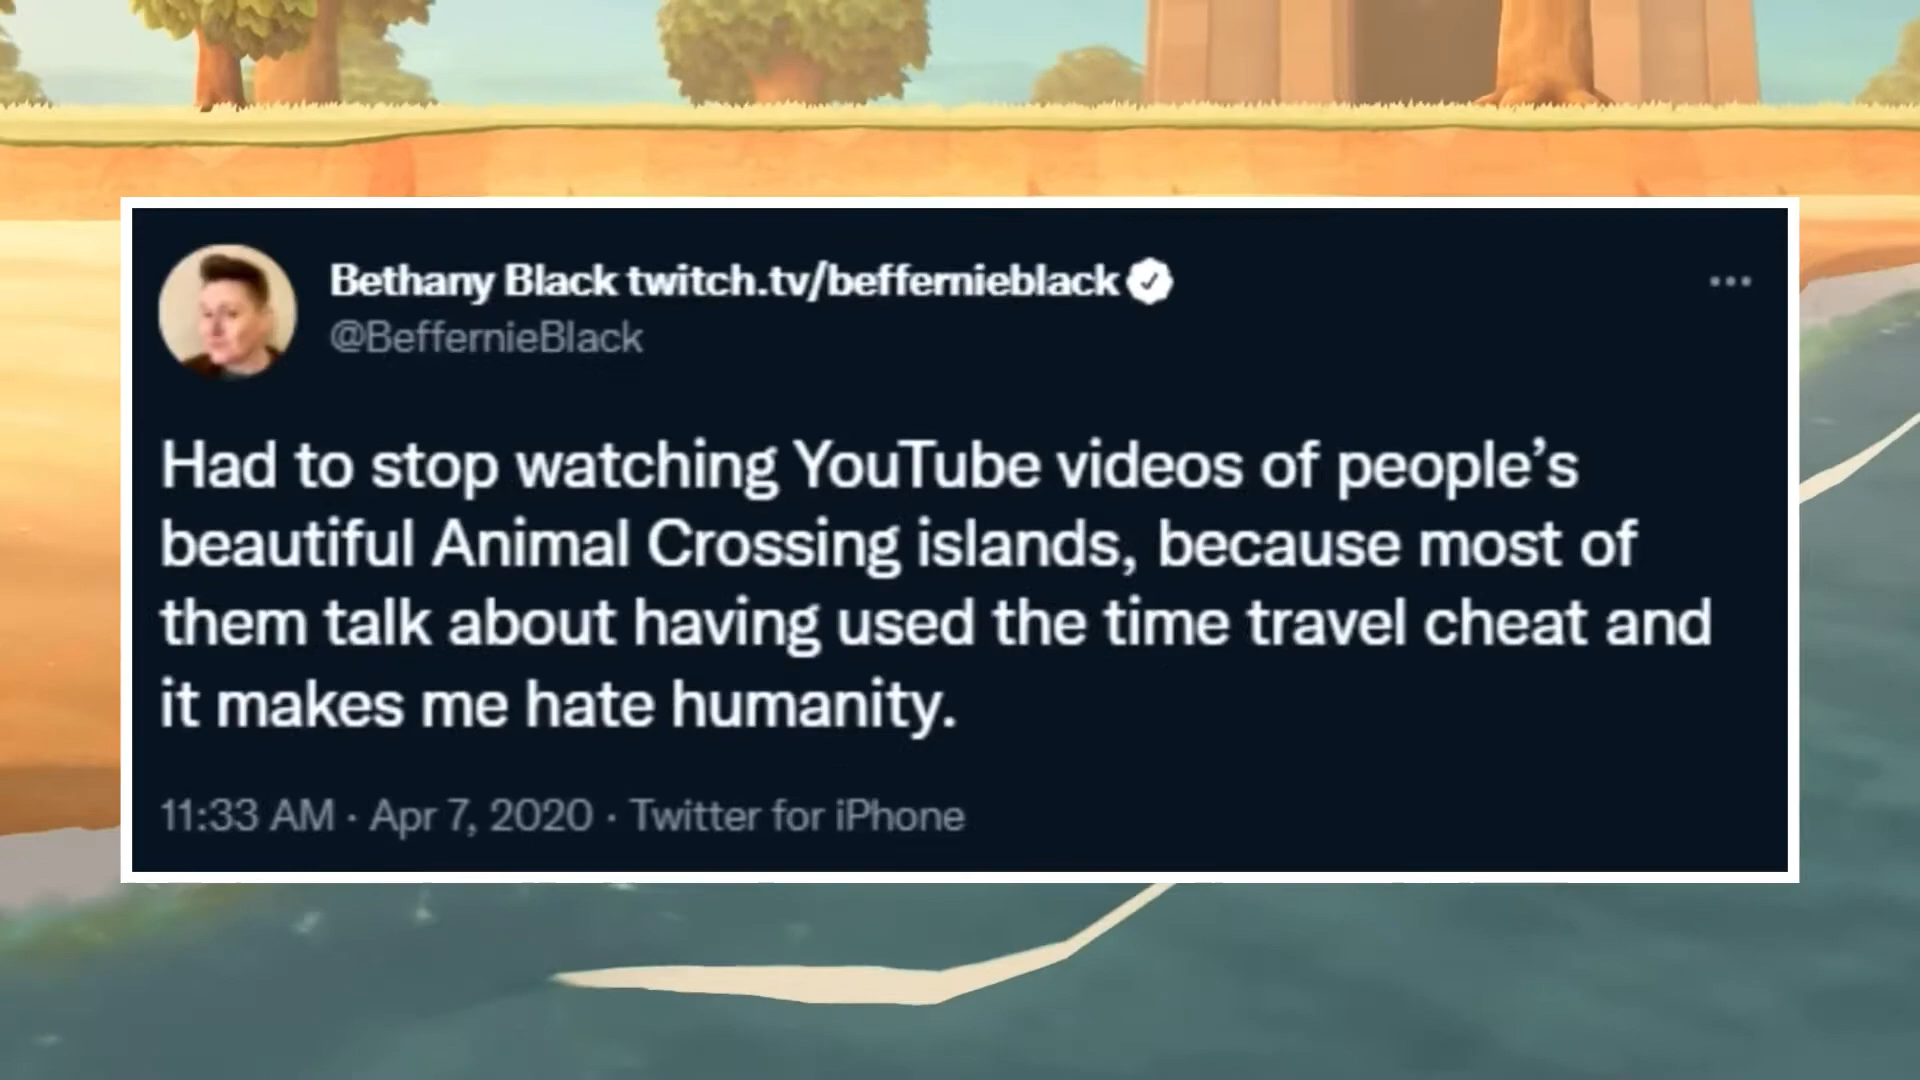 Bethany Black twitch.tv/beffernieblack
@BeffernieBlack
Had to stop watching YouTube videos of people’s
beautiful Animal Crossing islands, because most of
them talk about having used the time travel cheat and
it makes me hate humanity.
11:33 AM · Apr 7, 2020 · Twitter for iPhone